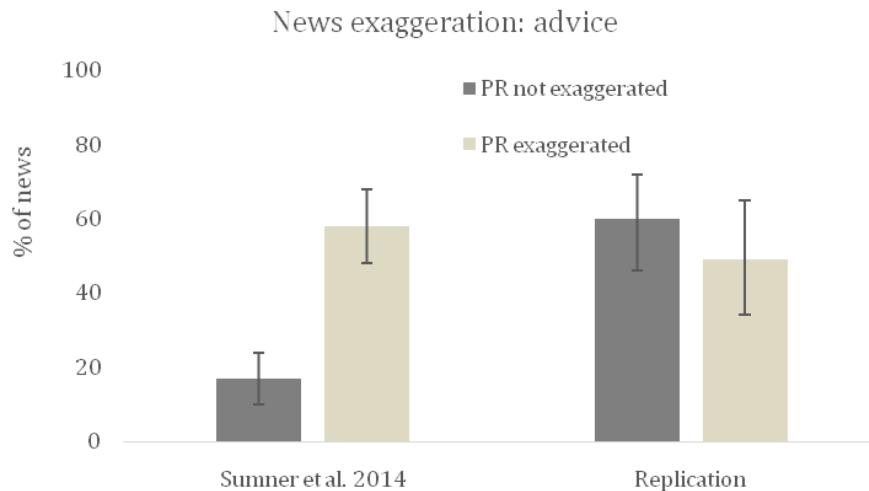 News exaggeration: advice
100
80
60
40
20
0
% of news
PR not exaggerated
PR exaggerated
Sumner et al. 2014
Replication